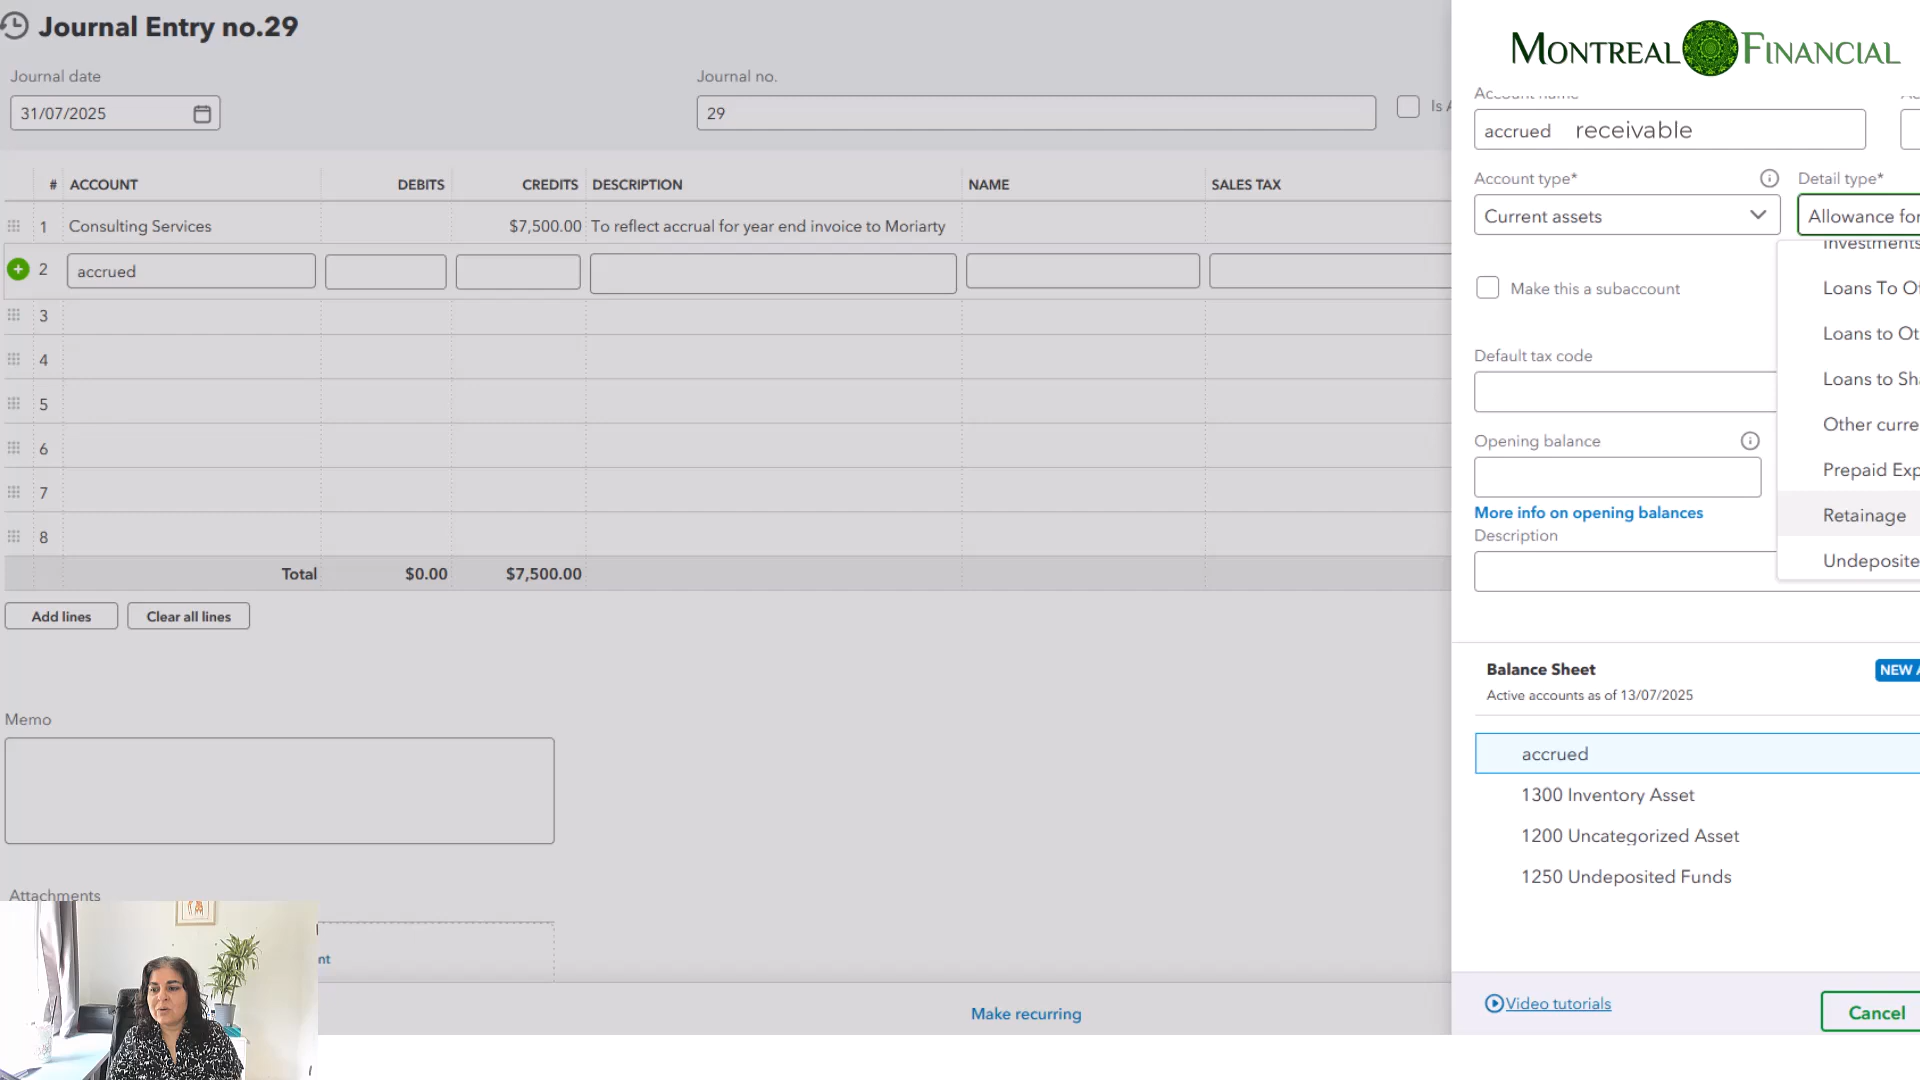 Journal Entry no.29
MONTREAL FINANCIAL
Journal date
Journal no.
31/07/2025
29
Is
Account name
accrued receivable
Account type*
Detail type*
Current assets
Allowance for
# ACCOUNT DEBITS CREDITS DESCRIPTION NAME SALES TAX
1 Consulting Services $7,500.00 To reflect accrual for year end invoice to Moriarty
2 accrued
3
4
5
6
7
8
Total $0.00 $7,500.00
Add lines
Clear all lines
Memo
Attachments
nt
Make recurring
Investments
Loans To
Loans to
Loans to
Other curre
Prepaid Exp
Retainage
Undeposite
Make this a subaccount
Default tax code
Opening balance
More info on opening balances
Description
Balance Sheet
NEW
Active accounts as of 13/07/2025
accrued
1300 Inventory Asset
1200 Uncategorized Asset
1250 Undeposited Funds
Video tutorials
Cancel